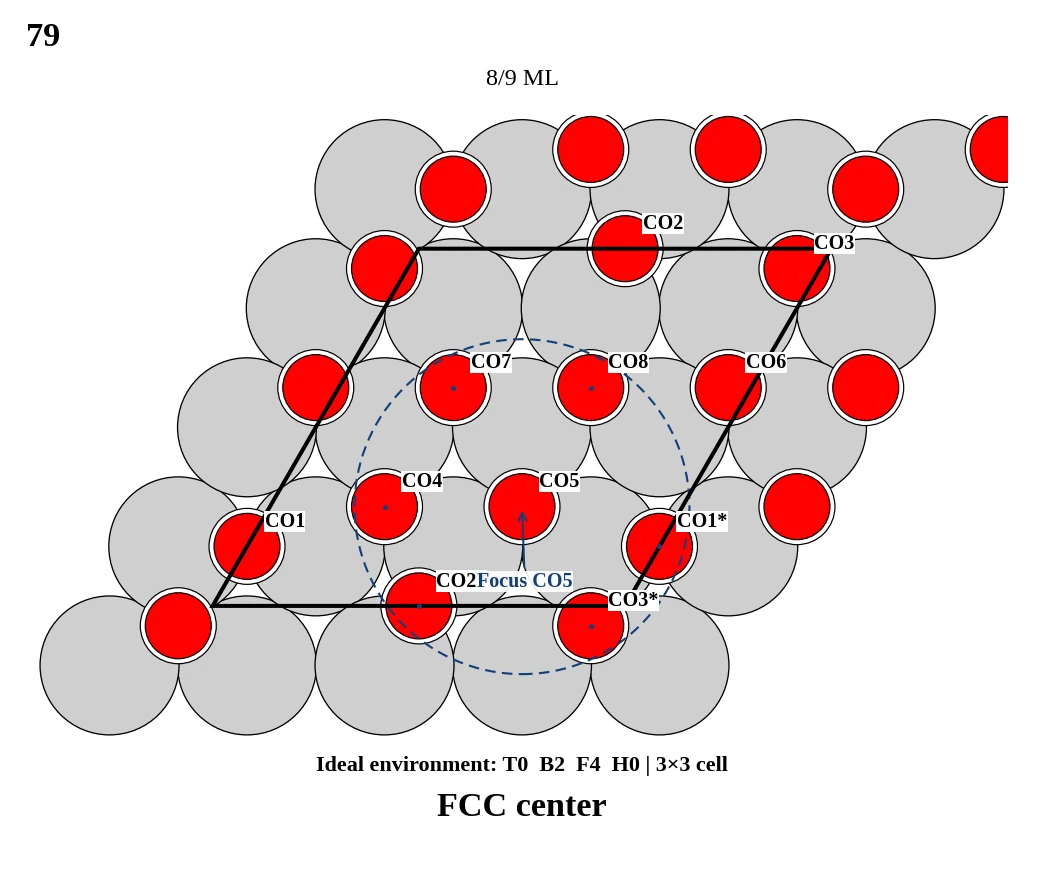 79
8/9 ML
CO2
CO3
CO7
CO8
CO6
CO4
CO5
CO1
CO1*
CO2
Focus CO5
CO3*
Ideal environment: T0 B2 F4 H0 | 3×3 cell
FCC center